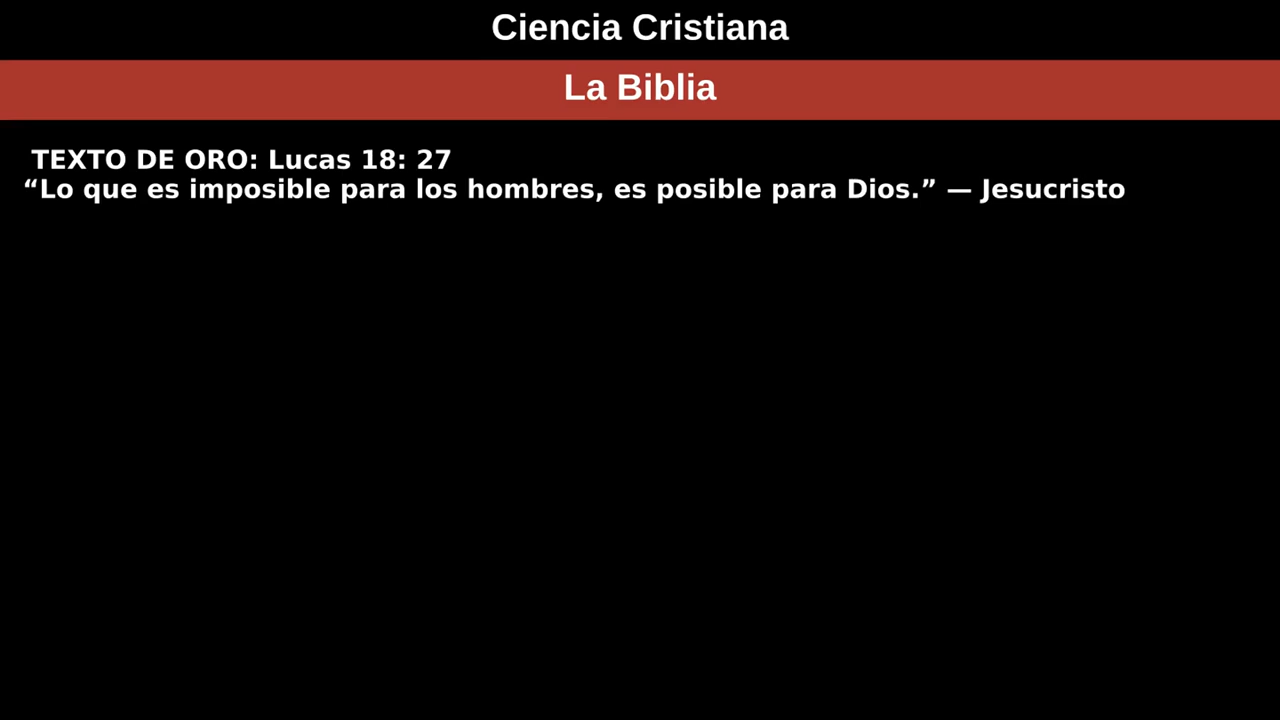 Ciencia Cristiana
La Biblia
TEXTO DE ORO: Lucas 18: 27
“Lo que es imposible para los hombres, es posible para Dios.” — Jesucristo